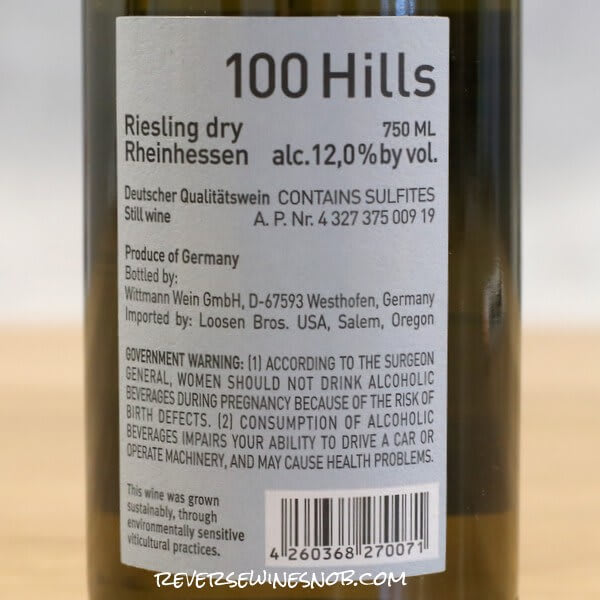 100 Hills
Riesling dry 750 ML
Rheinhessen alc.12,0%by vol.
Deutscher Qualitätswein CONTAINS SULFITES
Still wine A. P. Nr. 4 327 375 009 19
Produce of Germany
Bottled by:
Wittmann Wein GmbH, D-67593 Westhofen, Germany
Imported by: Loosen Bros. USA, Salem, Oregon
GOVERNMENT WARNING: (1) ACCORDING TO THE SURGEON
GENERAL, WOMEN SHOULD NOT DRINK ALCOHOLIC
BEVERAGES DURING PREGNANCY BECAUSE OF THE RISK OF
BIRTH DEFECTS. (2) CONSUMPTION OF ALCOHOLIC
BEVERAGES IMPAIRS YOUR ABILITY TO DRIVE A CAR OR
OPERATE MACHINERY, AND MAY CAUSE HEALTH PROBLEMS.
This wine was grown
sustainably, through
environmentally sensitive
viticultural practices.
4 260368 270071
REVERSEWINESNOB.COM